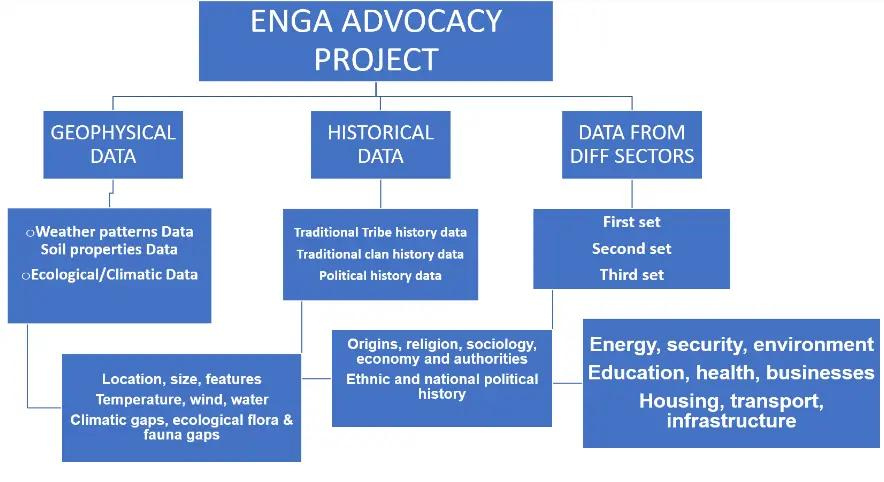 ENGA ADVOCACY
PROJECT
GEOPHYSICAL
DATA
HISTORICAL
DATA
DATA FROM
DIFF SECTORS
oWeather patterns Data
Soil properties Data
oEcological/Climatic Data
Traditional Tribe history data
Traditional clan history data
Political history data
First set
Second set
Third set
Location, size, features
Temperature, wind, water
Climatic gaps, ecological flora &
fauna gaps
Origins, religion, sociology,
economy and authorities
Ethnic and national political
history
Energy, security, environment
Education, health, businesses
Housing, transport,
infrastructure